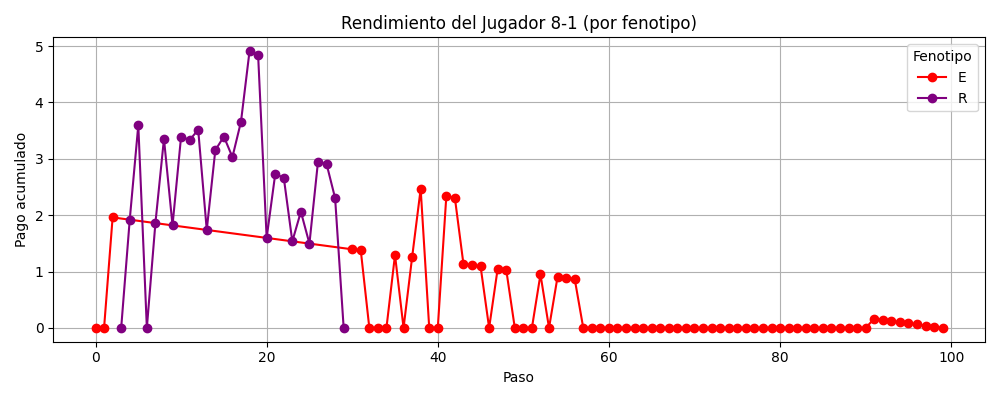 Rendimiento del Jugador 8-1 (por fenotipo)
Pago acumulado
5
4
3
2
1
0
Fenotipo
E
R
0 20 40 60 80 100
Paso